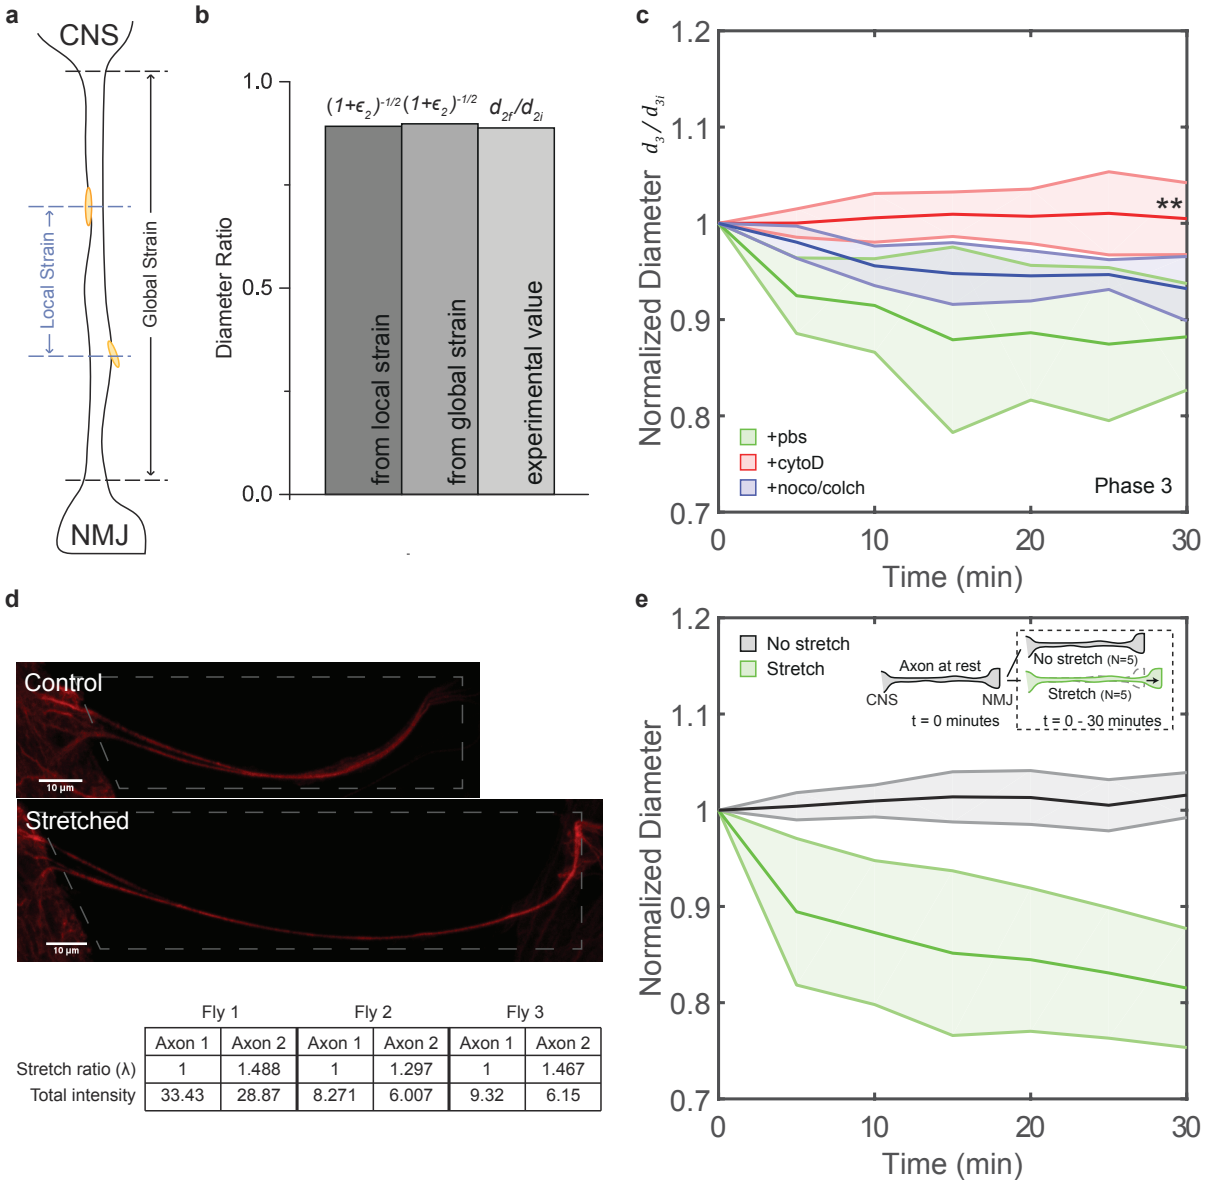 a
CNS
Local Strain
Global Strain
NMJ
b
1.0
0.5
0.0
Diameter Ratio
(1+ϵ₂)⁻¹/² (1+ϵ₂)⁻¹/² d₂f/d₂i
from local strain
from global strain
experimental value
c
1.2
1.1
1
0.9
0.8
0.7
Normalized Diameter d₃/d₃ᵢ
**
+pbs
+cytoD
+noco/colch
Phase 3
0 10 20 30
Time (min)
d
Control
10 µm
Stretched
10 µm
Fly 1 Fly 2 Fly 3
Axon 1 Axon 2 Axon 1 Axon 2 Axon 1 Axon 2
Stretch ratio (λ) 1 1.488 1 1.297 1 1.467
Total intensity 33.43 28.87 8.271 6.007 9.32 6.15
e
1.2
1.1
1
0.9
0.8
0.7
Normalized Diameter
No stretch
Stretch
Axon at rest
CNS NMJ
t = 0 minutes
No stretch (N=5)
Stretch (N=5)
t = 0 - 30 minutes
0 10 20 30
Time (min)